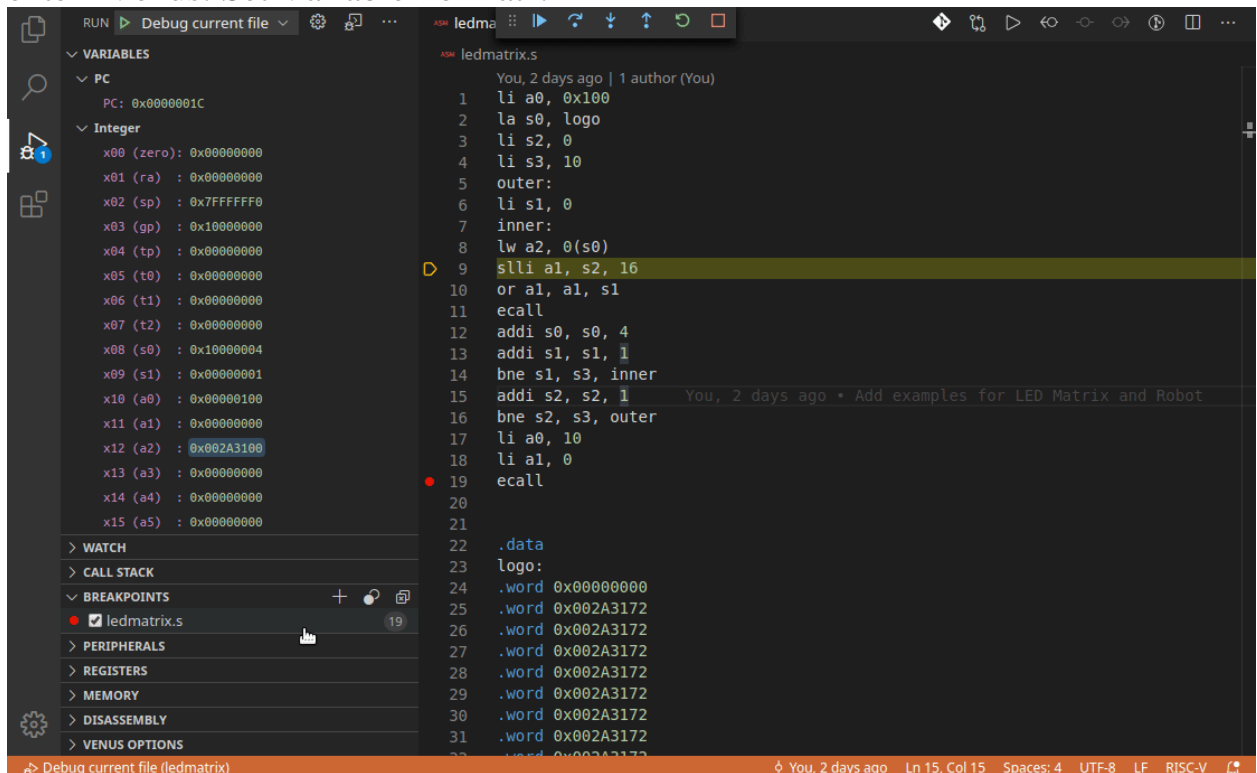 RUN Debug current file
VARIABLES
PC
PC: 0x0000001C
Integer
x00 (zero): 0x00000000
x01 (ra) : 0x00000000
x02 (sp) : 0x7FFFFFF0
x03 (gp) : 0x10000000
x04 (tp) : 0x00000000
x05 (t0) : 0x00000000
x06 (t1) : 0x00000000
x07 (t2) : 0x00000000
x08 (s0) : 0x10000004
x09 (s1) : 0x00000001
x10 (a0) : 0x00000100
x11 (a1) : 0x00000000
x12 (a2) : 0x002A3100
x13 (a3) : 0x00000000
x14 (a4) : 0x00000000
x15 (a5) : 0x00000000
WATCH
CALL STACK
BREAKPOINTS
ledmatrix.s 19
PERIPHERALS
REGISTERS
MEMORY
DISASSEMBLY
VENUS OPTIONS
1
ASM ledma
ASM ledmatrix.s
You, 2 days ago | 1 author (You)
1 li a0, 0x100
2 la s0, logo
3 li s2, 0
4 li s3, 10
5 outer:
6 li s1, 0
7 inner:
8 lw a2, 0(s0)
9 slli a1, s2, 16
10 or a1, a1, s1
11 ecall
12 addi s0, s0, 4
13 addi s1, s1, 1
14 bne s1, s3, inner
15 addi s2, s2, 1 You, 2 days ago • Add examples for LED Matrix and Robot
16 bne s2, s3, outer
17 li a0, 10
18 li a1, 0
19 ecall
20
21
22 .data
23 logo:
24 .word 0x00000000
25 .word 0x002A3172
26 .word 0x002A3172
27 .word 0x002A3172
28 .word 0x002A3172
29 .word 0x002A3172
30 .word 0x002A3172
31 .word 0x002A3172
Debug current file (ledmatrix) You, 2 days ago Ln 15, Col 15 Spaces: 4 UTF-8 LF RISC-V